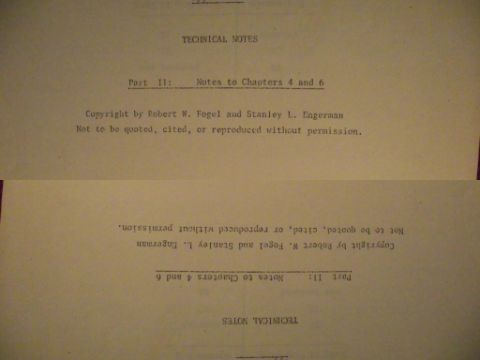 TECHNICAL NOTES
Part II: Notes to Chapters 4 and 6
Copyright by Robert W. Fogel and Stanley L. Engerman
Not to be quoted, cited, or reproduced without permission.
Not to be quoted, cited, or reproduced without permission.
Copyright by Robert W. Fogel and Stanley L. Engerman
Part II: Notes to Chapters 4 and 6
TECHNICAL NOTES